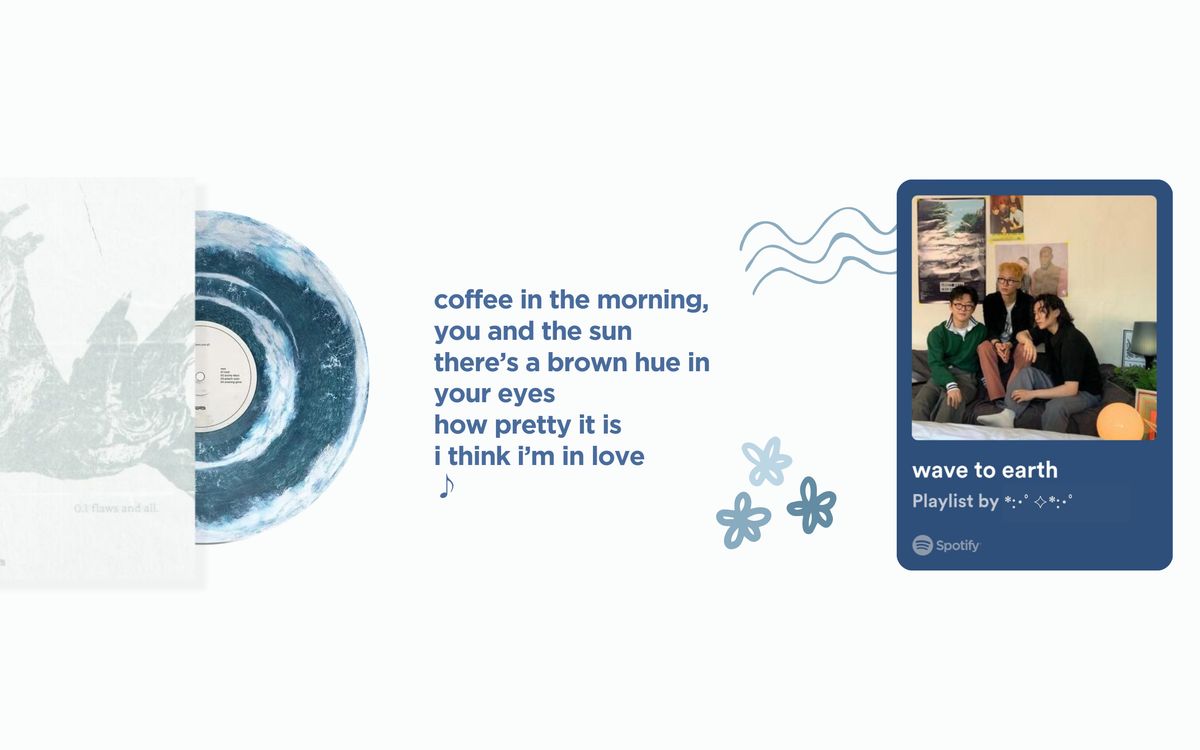 0.1 flaws and all.
coffee in the morning,
you and the sun
there’s a brown hue in
your eyes
how pretty it is
i think i’m in love
wave to earth
Playlist by *:·˚ ✧*:·˚
Spotify